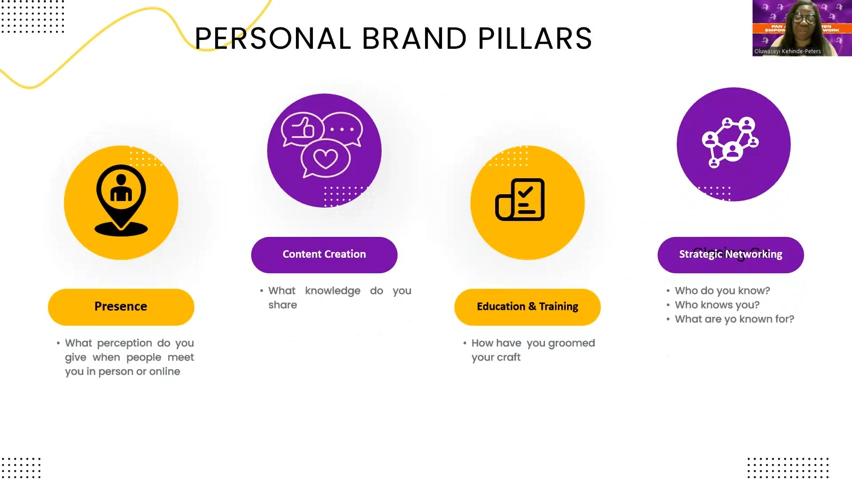 PERSONAL BRAND PILLARS
Oluwaseyi Kehinde-Peters
Presence
• What perception do you
give when people meet
you in person or online
Content Creation
• What knowledge do you
share
Education & Training
• How have you groomed
your craft
Strategic Networking
• Who do you know?
• Who knows you?
• What are yo known for?